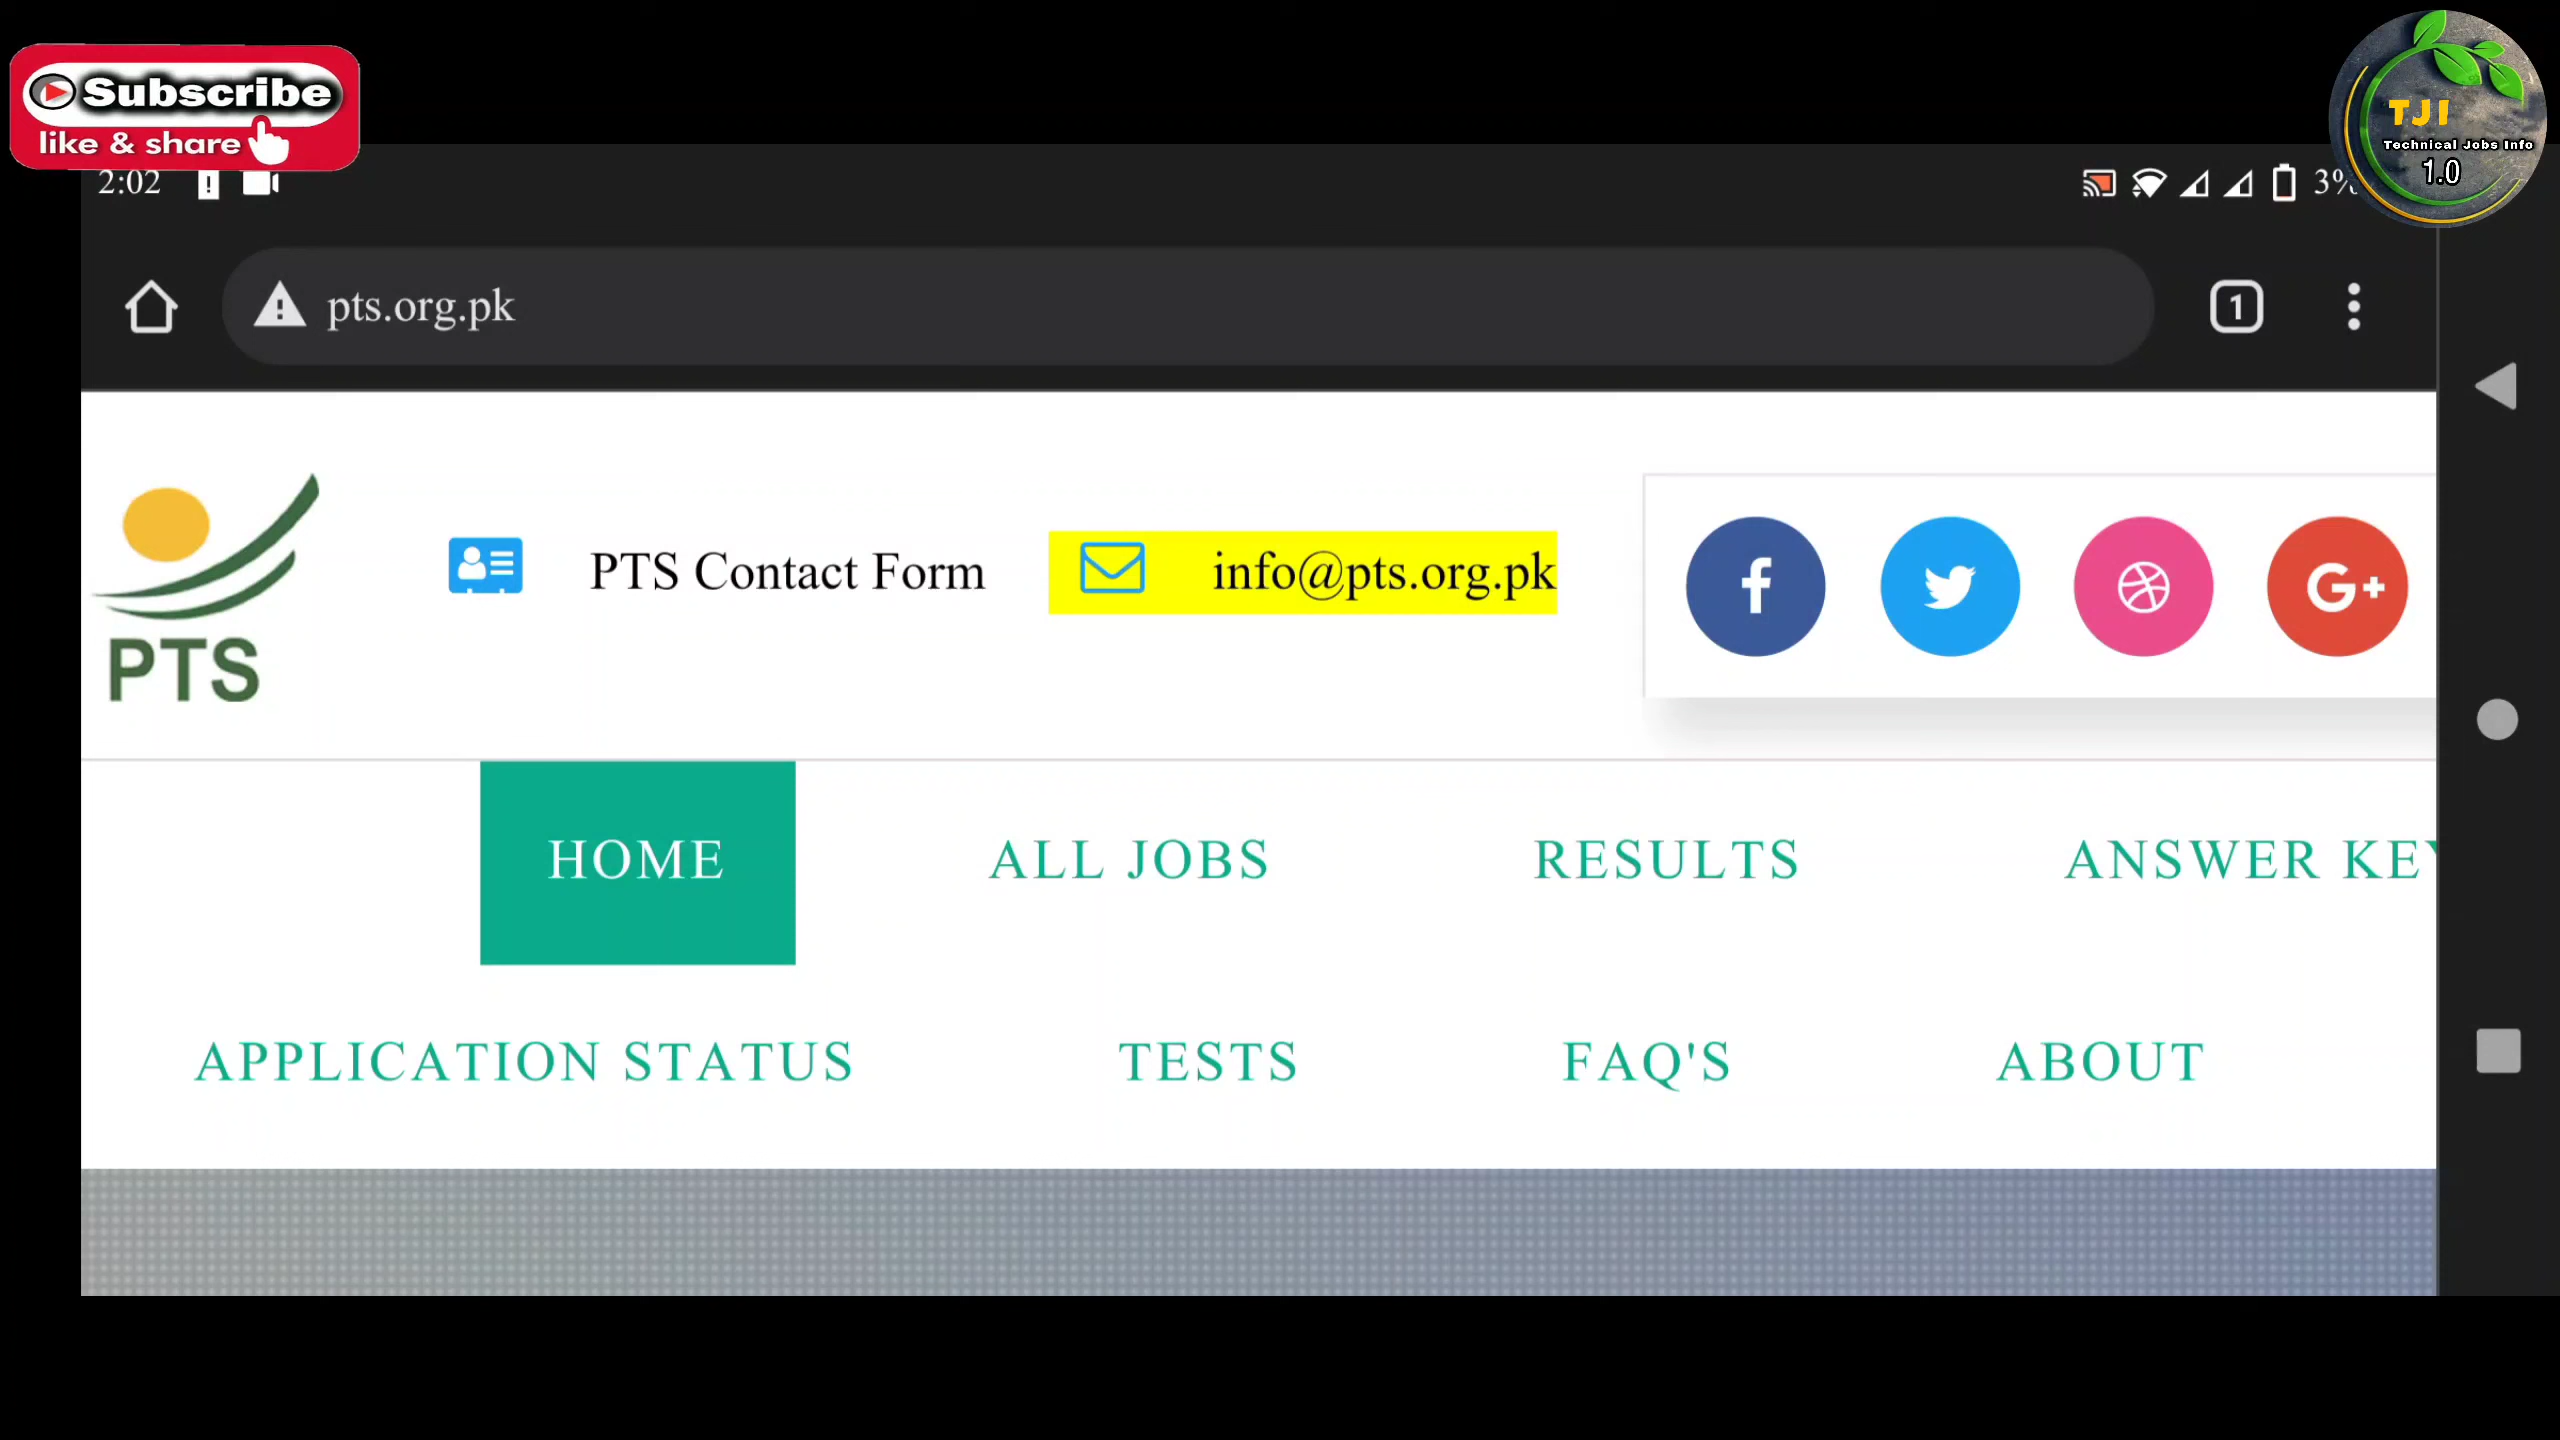 Subscribe
like & share
TJI
Technical Jobs Info
1.0
2:02
3%
pts.org.pk
1
PTS
PTS Contact Form
info@pts.org.pk
f
G+
HOME
ALL JOBS
RESULTS
ANSWER KEY
APPLICATION STATUS
TESTS
FAQ'S
ABOUT